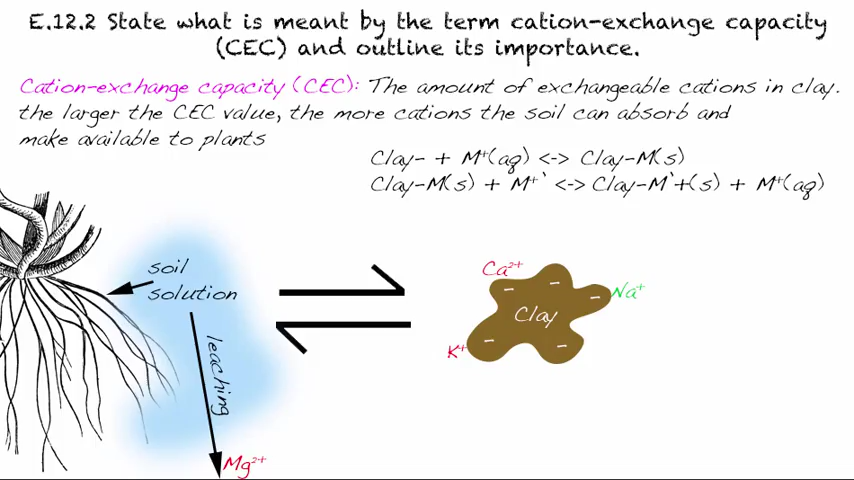 E.12.2 State what is meant by the term cation-exchange capacity
(CEC) and outline its importance.
Cation-exchange capacity (CEC): The amount of exchangeable cations in clay.
the larger the CEC value, the more cations the soil can absorb and
make available to plants
Clay- + M⁺(aq) <-> Clay-M(s)
Clay-M(s) + M⁺` <-> Clay-M`+(s) + M⁺(aq)
soil
solution
leaching
Mg²⁺
Ca²⁺
Na⁺
Clay
K⁺